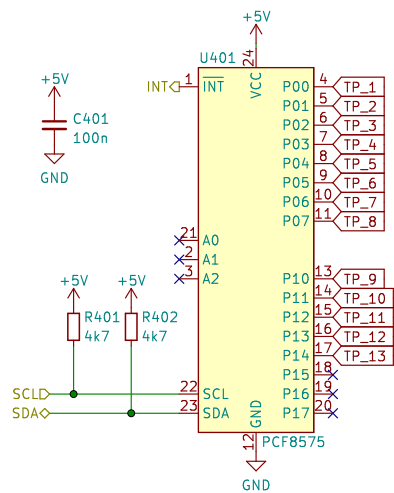 +5V
U401
24
VCC
+5V
C401
100n
GND
INT
1
INT
P00
4
TP_1
P01
5
TP_2
P02
6
TP_3
P03
7
TP_4
P04
8
TP_5
P05
9
TP_6
P06
10
TP_7
P07
11
TP_8
21
A0
2
A1
3
A2
P10
13
TP_9
P11
14
TP_10
P12
15
TP_11
P13
16
TP_12
P14
17
TP_13
P15
18
P16
19
P17
20
+5V
+5V
R401
4k7
R402
4k7
SCL
22
SCL
SDA
23
SDA
GND
12
PCF8575
GND